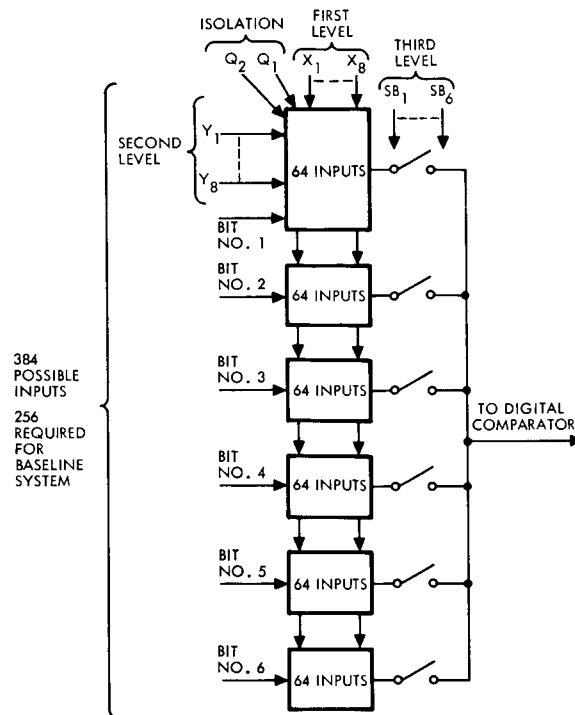 ISOLATION
Q2 Q1
FIRST
LEVEL
X1 X8
THIRD
LEVEL
SB1 SB6
SECOND
LEVEL
Y1
Y8
64 INPUTS
BIT
NO. 1
BIT
NO. 2
64 INPUTS
BIT
NO. 3
64 INPUTS
384
POSSIBLE
INPUTS
256
REQUIRED
FOR
BASELINE
SYSTEM
TO DIGITAL
COMPARATOR
BIT
NO. 4
64 INPUTS
BIT
NO. 5
64 INPUTS
BIT
NO. 6
64 INPUTS